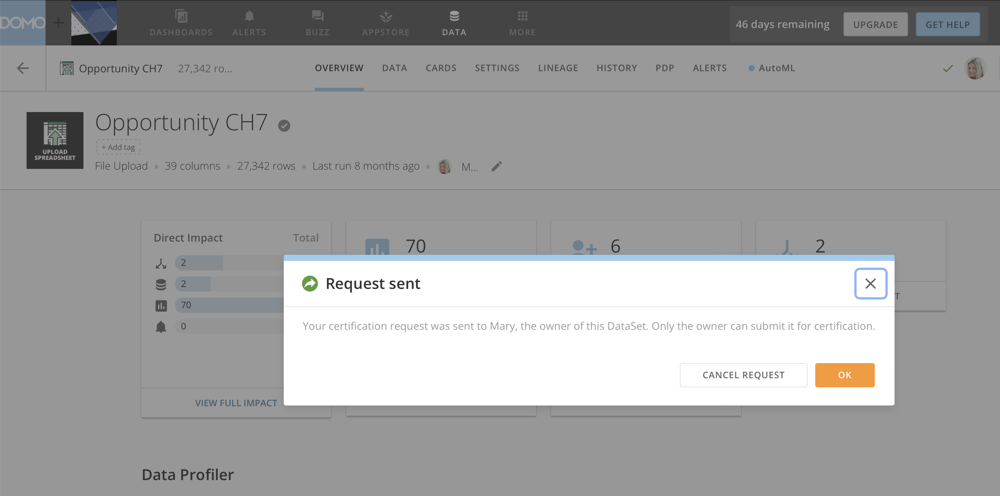 DOMO
+
DASHBOARDS
ALERTS
BUZZ
APPSTORE
DATA
MORE
46 days remaining
UPGRADE
GET HELP
Opportunity CH7
27,342 ro...
OVERVIEW
DATA
CARDS
SETTINGS
LINEAGE
HISTORY
PDP
ALERTS
AutoML
UPLOAD
SPREADSHEET
Opportunity CH7
+ Add tag
File Upload • 39 columns • 27,342 rows • Last run 8 months ago • M...
Direct Impact
Total
2
2
70
0
VIEW FULL IMPACT
70
6
2
T
Request sent
Your certification request was sent to Mary, the owner of this DataSet. Only the owner can submit it for certification.
CANCEL REQUEST
OK
Data Profiler